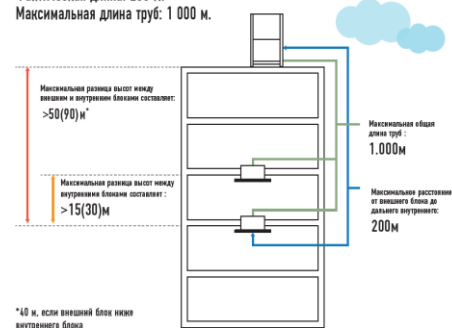 Максимальная длина труб: 1 000 м.
Максимальная разница высот между
внешним и внутренним блоками составляет:
>50(90)м*
Максимальная разница высот между
внутренними блоками составляет :
>15(30)м
Максимальная общая
длина труб :
1.000м
Максимальное расстояние
от внешнего блока до
дальнего внутреннего:
200м
*40 м, если внешний блок ниже
внутреннего блока